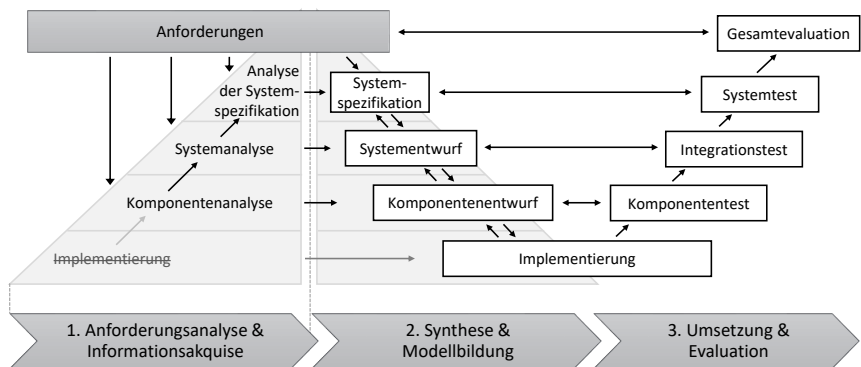 Anforderungen
Gesamtevaluation
Analyse
der System-
spezifikation
System-
spezifikation
Systemtest
Systemanalyse
Systementwurf
Integrationstest
Komponentenanalyse
Komponentenentwurf
Komponententest
Implementierung
Implementierung
1. Anforderungsanalyse &
Informationsakquise
2. Synthese &
Modellbildung
3. Umsetzung &
Evaluation